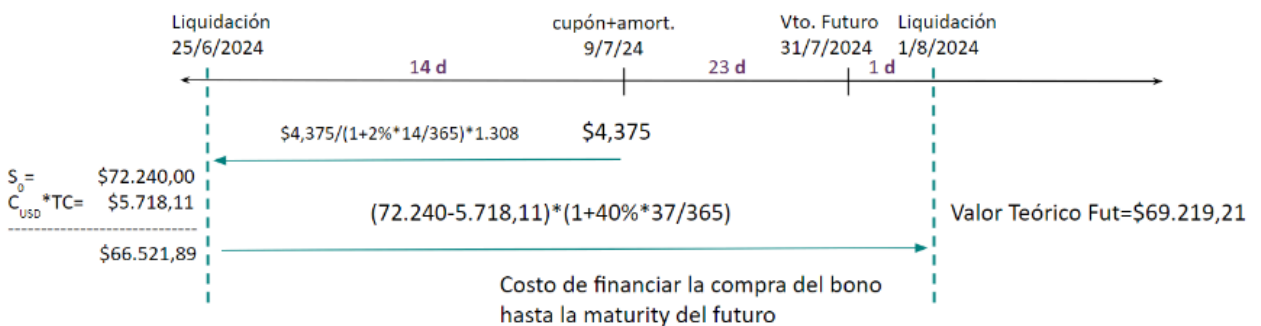 Liquidación cupón+amort. Vto. Futuro Liquidación
25/6/2024 9/7/24 31/7/2024 1/8/2024
14 d 23 d 1 d
$4,375/(1+2%*14/365)*1.308 $4,375
S0= $72.240,00
CUSD*TC= $5.718,11
(72.240-5.718,11)*(1+40%*37/365) Valor Teórico Fut=$69.219,21
$66.521,89
Costo de financiar la compra del bono
hasta la maturity del futuro